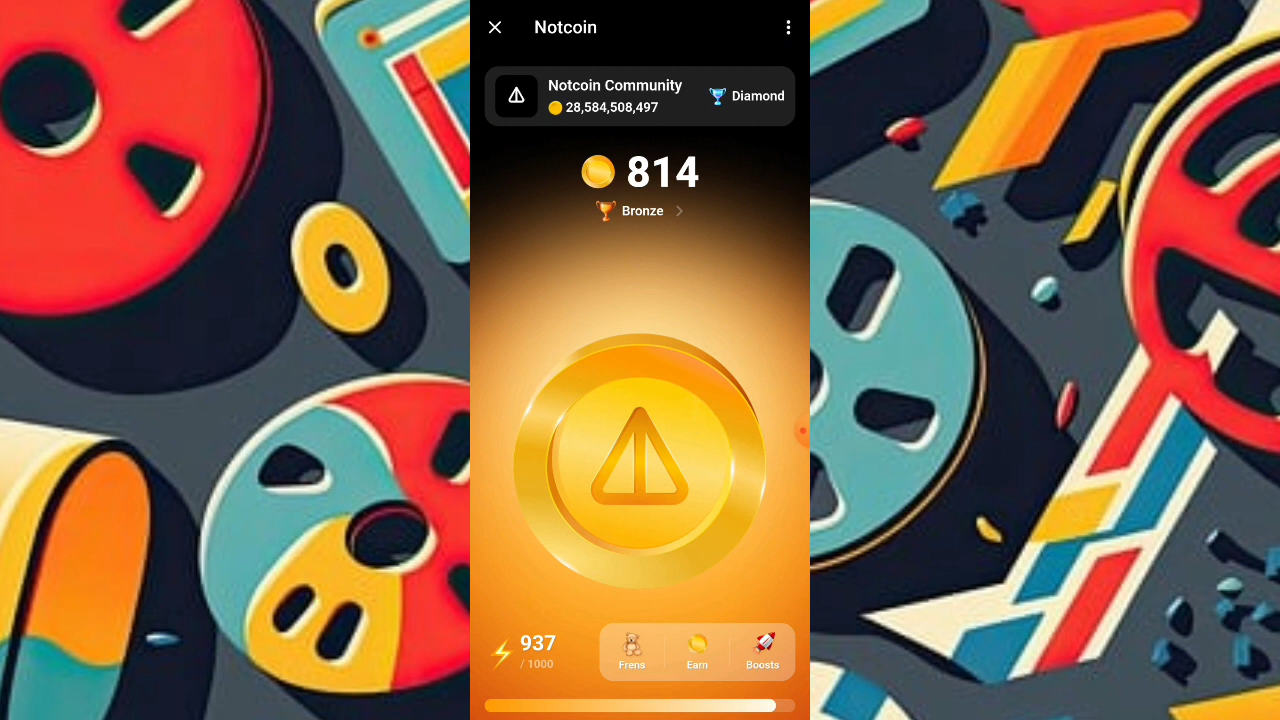 Notcoin
Notcoin Community
28,584,508,497
Diamond
814
Bronze
937
/ 1000
Frens
Earn
Boosts